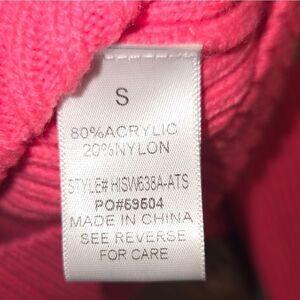 S
80%ACRYLIC
20%NYLON
STYLE# HISW638A-ATS
PO#69504
MADE IN CHINA
SEE REVERSE
FOR CARE